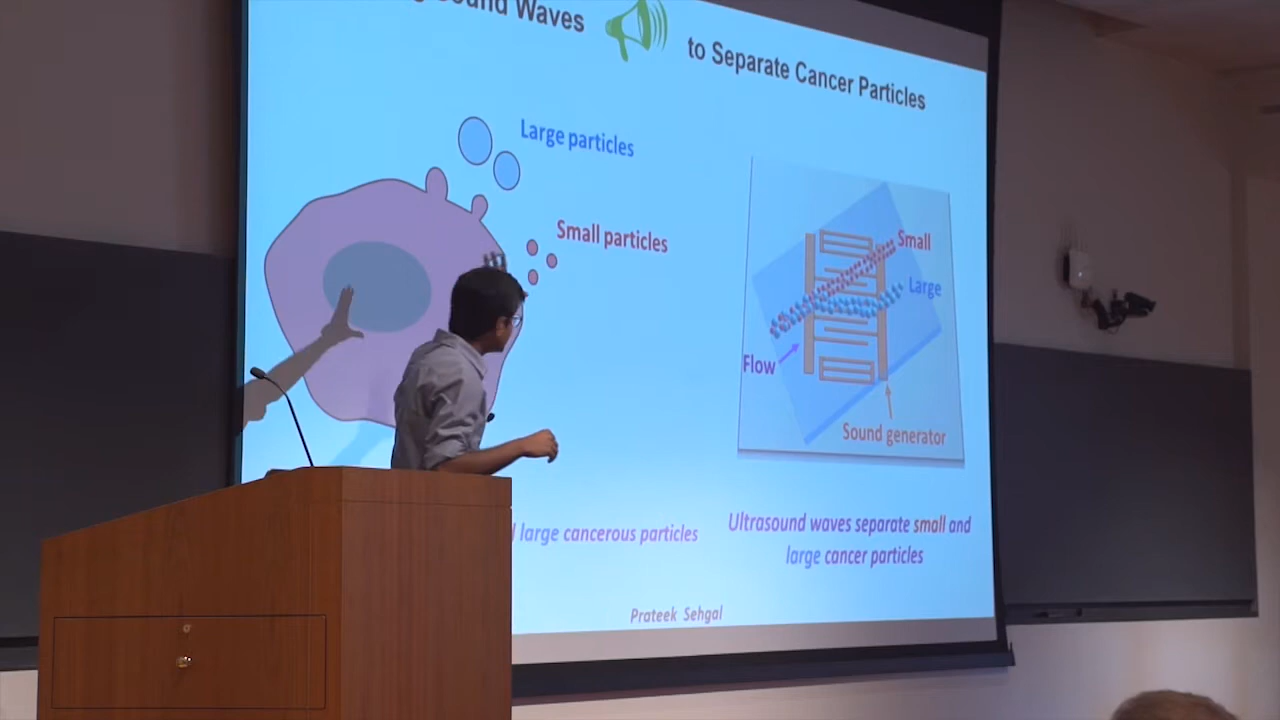 Sound Waves
to Separate Cancer Particles
Large particles
Small particles
Small
Large
Flow
Sound generator
large cancerous particles
Ultrasound waves separate small and
large cancer particles
Prateek Sehgal